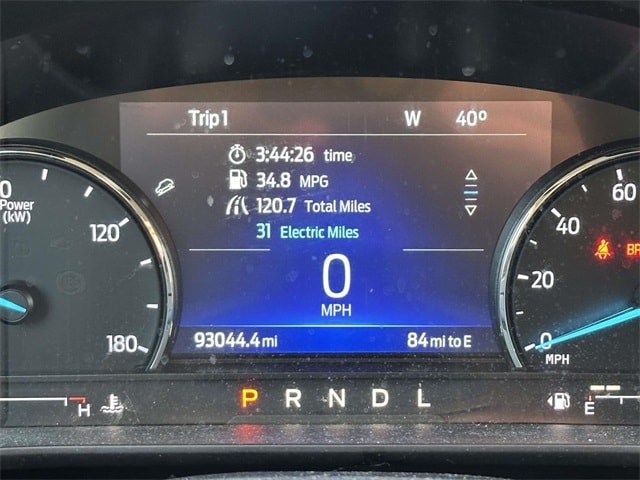 Trip 1 W 40°
3:44:26 time
34.8 MPG
120.7 Total Miles
31 Electric Miles
0
MPH
93044.4 mi 84 mi to E
0
Power
(kW)
120
180
60
40
20
0
MPH
H
P R N D L
E